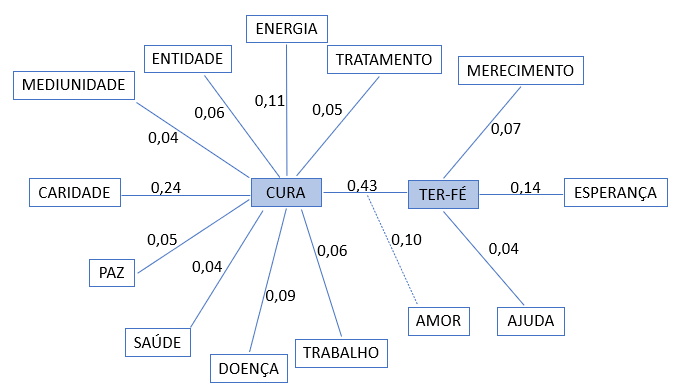 ENERGIA
ENTIDADE
TRATAMENTO
MERECIMENTO
MEDIUNIDADE
0,11
0,06
0,05
0,07
0,04
CARIDADE
0,24
CURA
0,43
TER-FÉ
0,14
ESPERANÇA
0,05
0,10
0,06
0,04
0,04
PAZ
0,09
AMOR
AJUDA
SAÚDE
TRABALHO
DOENÇA